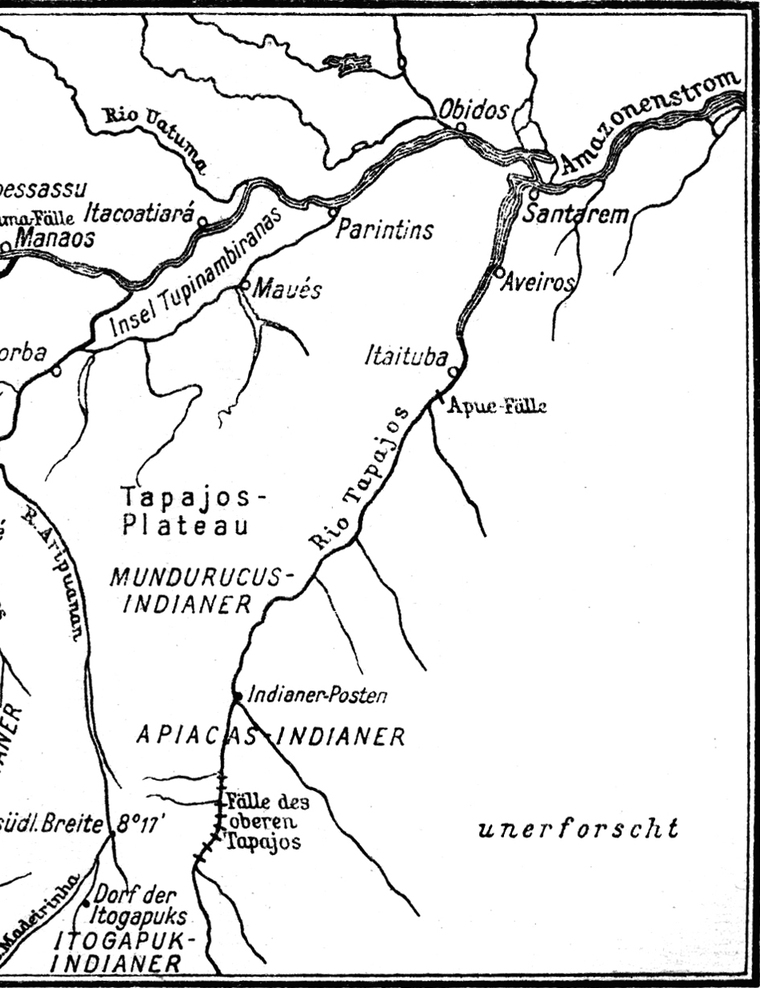 Amazonenstrom
Obidos
Rio Uatuma
Santarem
Itacoatiará
Parintins
Manaos
Insel Tupinambiranas
Maués
Aveiros
Itaituba
Apue-Fälle
Rio Tapajos
Tapajos-
Plateau
R. Aripuanan
MUNDURUCUS-
INDIANER
Indianer-Posten
APIACAS-INDIANER
Fälle des
oberen
Tapajos
südl. Breite 8°17'
unerforscht
Dorf der
Itogapuks
Madeirinha
ITOGAPUK-
INDIANER